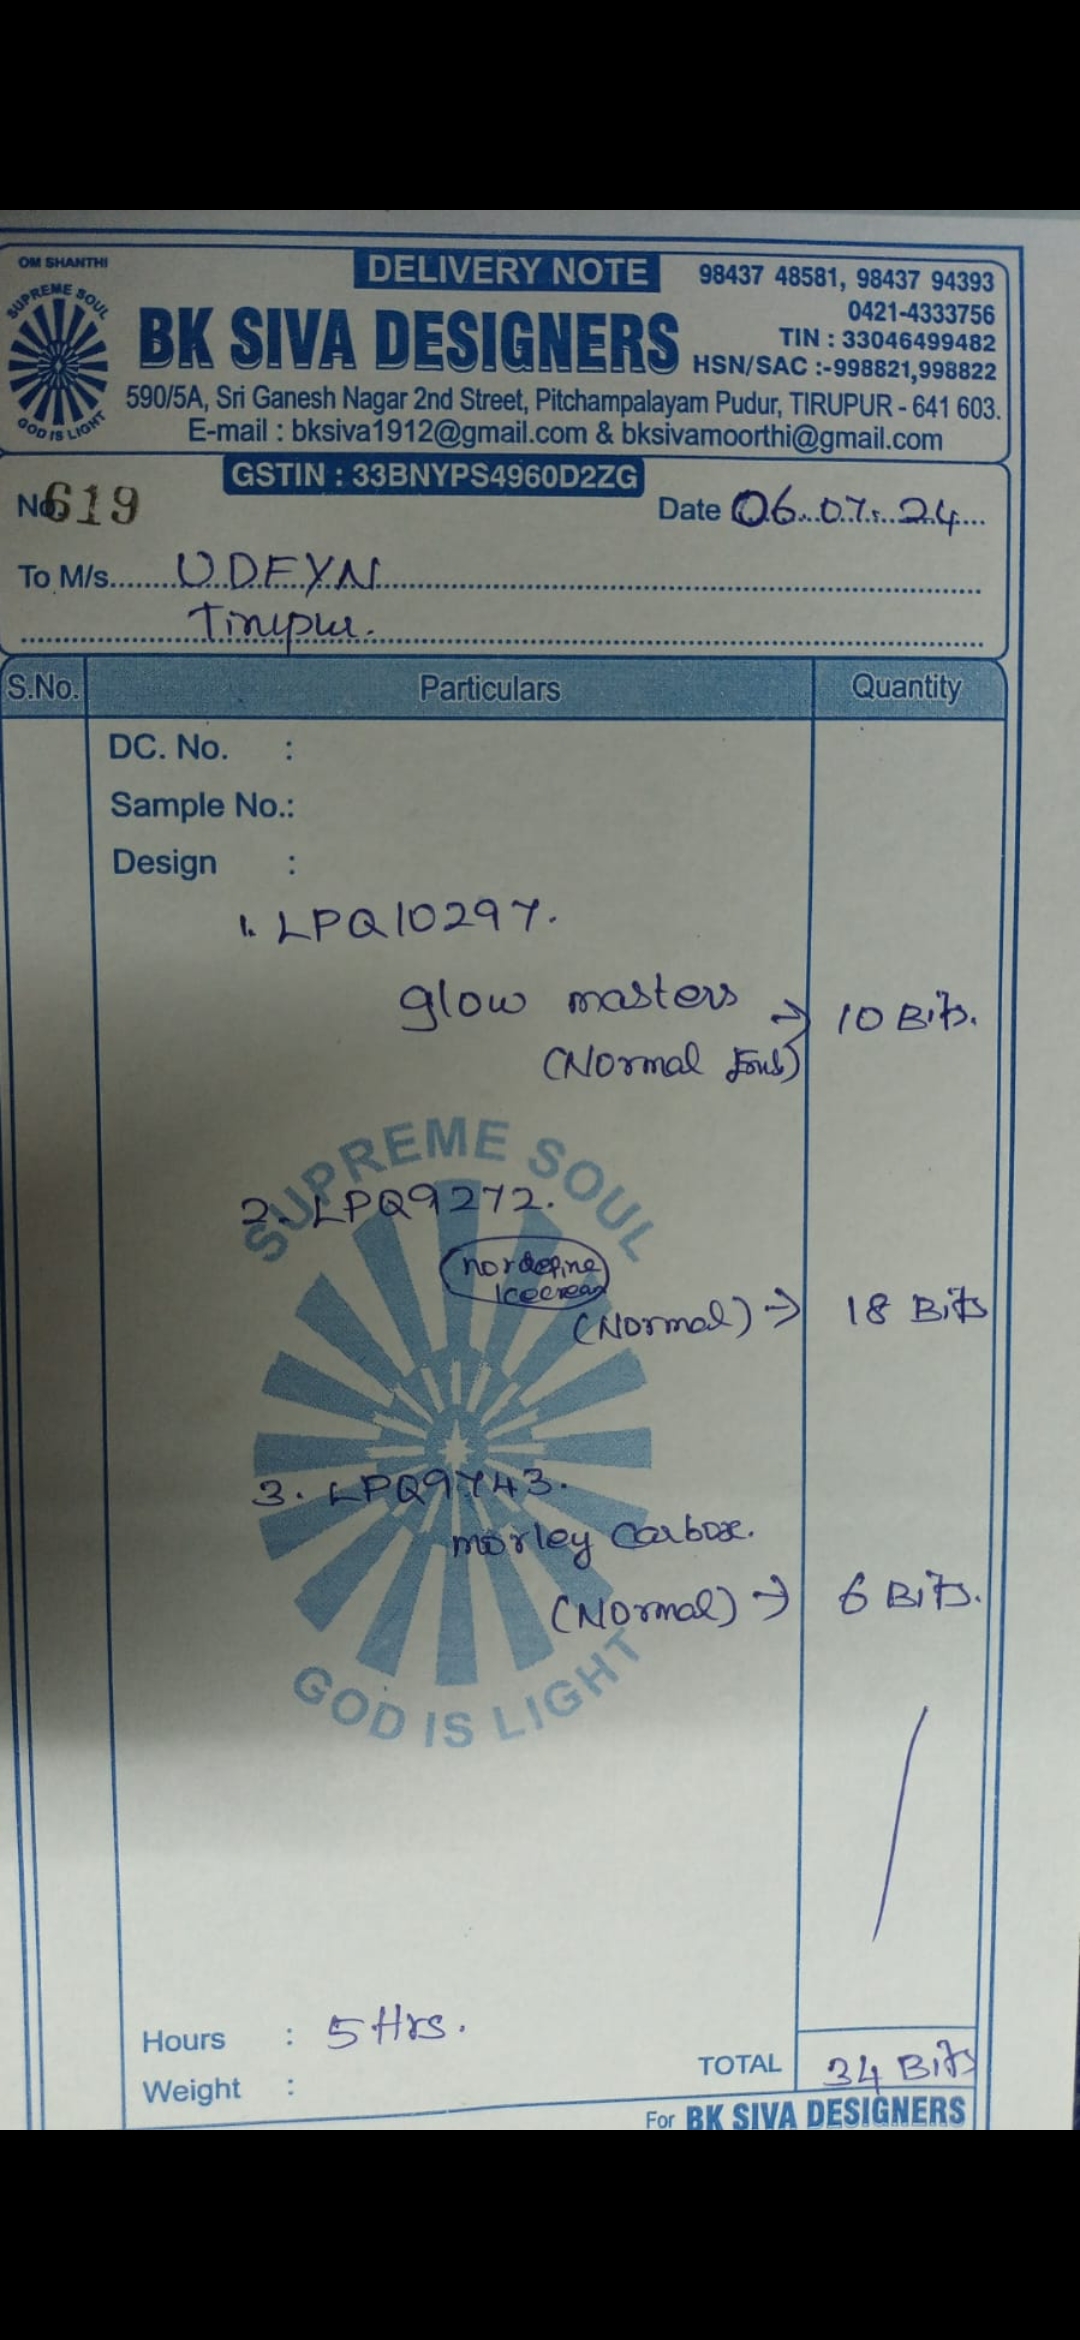 OM SHANTHI
SUPREME SOUL
GOD IS LIGHT
DELIVERY NOTE
98437 48581, 98437 94393
0421-4333756
TIN : 33046499482
HSN/SAC :-998821,998822
BK SIVA DESIGNERS
590/5A, Sri Ganesh Nagar 2nd Street, Pitchampalayam Pudur, TIRUPUR - 641 603.
E-mail : bksiva1912@gmail.com & bksivamoorthi@gmail.com
GSTIN : 33BNYPS4960D2ZG
No. 619
Date 06.07.24
To M/s. UDFYN
Tirupur.
S.No. Particulars Quantity
DC. No. :
Sample No.:
Design :
1. LPQ10297.
glow masters → 10 Bits.
(Normal
SUPREME SOUL
2. LPQ9272.
(Normal) → 18 Bits
3. LPQ9743.
morley Carbox.
(Normal) → 6 Bits.
GOD IS LIGHT
Hours : 5 Hrs.
Weight :
TOTAL 34 Bits
For BK SIVA DESIGNERS